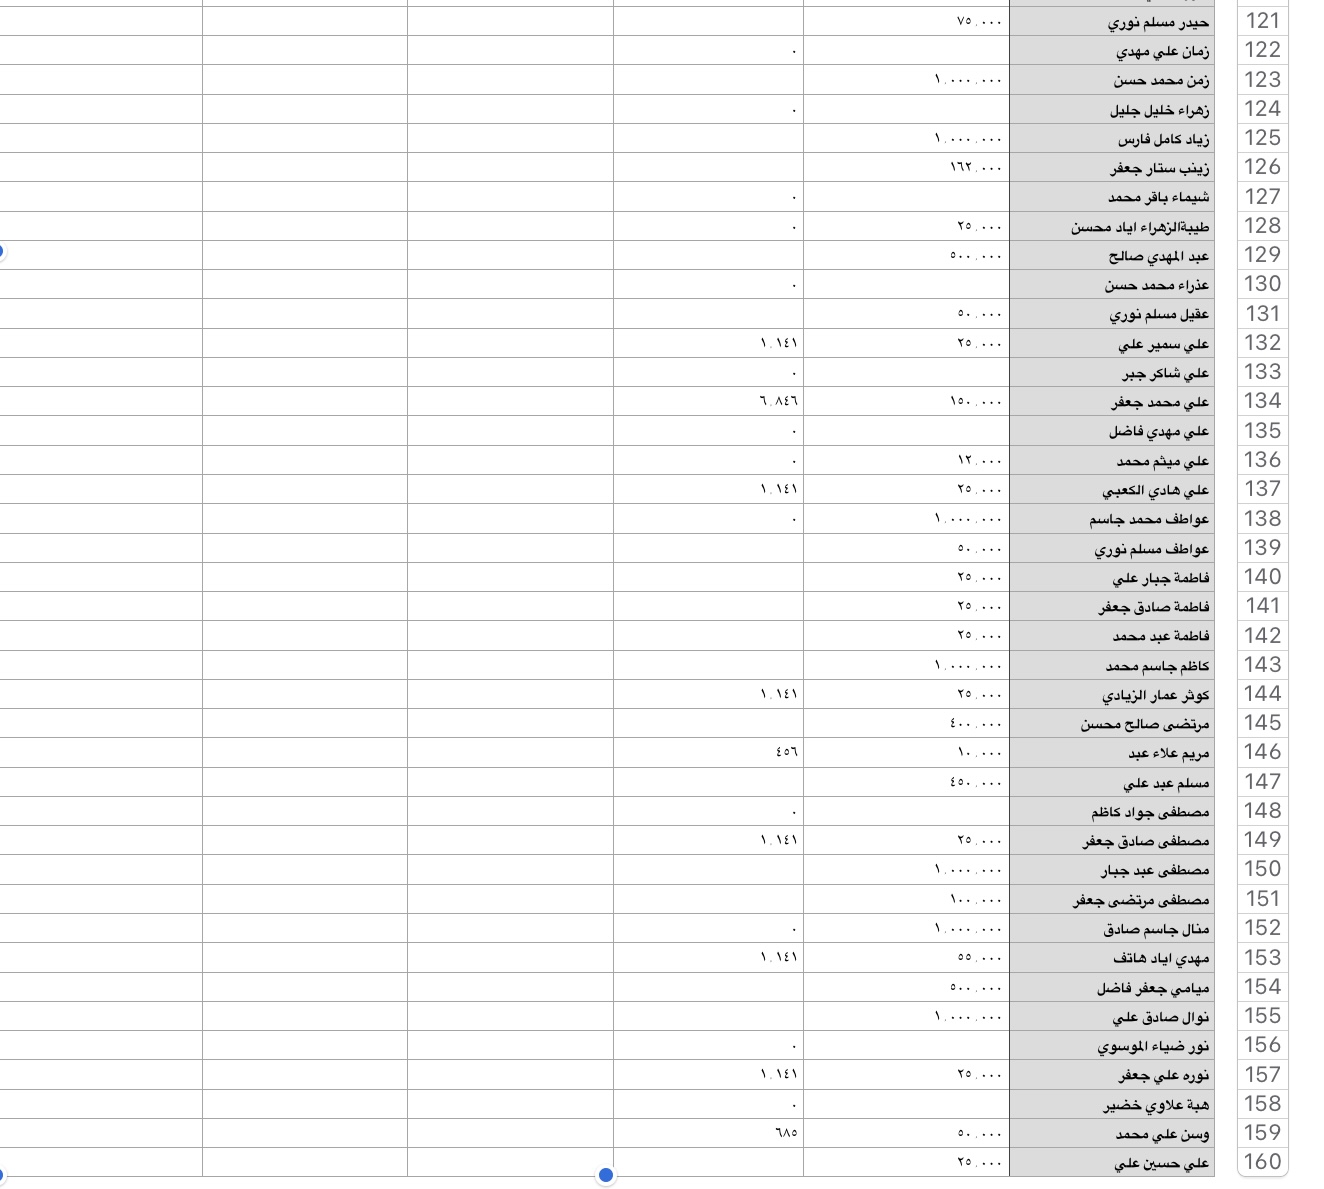 121 حيدر مسلم نوري ٧٥.٠٠٠
122 زمان علي مهدي ٠
123 زمن محمد حسن ١.٠٠٠.٠٠٠
124 زهراء خليل جليل ٠
125 زياد كامل فارس ١.٠٠٠.٠٠٠
126 زينب ستار جعفر ١٦٢.٠٠٠
127 شيماء باقر محمد ٠
128 طيبةالزهراء اياد محسن ٢٥.٠٠٠ ٠
129 عبد المهدي صالح ٥٠٠.٠٠٠
130 عذراء محمد حسن ٠
131 عقيل مسلم نوري ٥٠.٠٠٠
132 علي سمير علي ٢٥.٠٠٠ ١.١٤١
133 علي شاكر جبر ٠
134 علي محمد جعفر ١٥٠.٠٠٠ ٦.٨٤٦
135 علي مهدي فاضل ٠
136 علي ميثم محمد ١٢.٠٠٠ ٠
137 علي هادي الكعبي ٢٥.٠٠٠ ١.١٤١
138 عواطف محمد جاسم ١.٠٠٠.٠٠٠ ٠
139 عواطف مسلم نوري ٥٠.٠٠٠
140 فاطمة جبار علي ٢٥.٠٠٠
141 فاطمة صادق جعفر ٢٥.٠٠٠
142 فاطمة عبد محمد ٢٥.٠٠٠
143 كاظم جاسم محمد ١.٠٠٠.٠٠٠
144 كوثر عمار الزيادي ٢٥.٠٠٠ ١.١٤١
145 مرتضى صالح محسن ٤٠٠.٠٠٠
146 مريم علاء عبد ١٠.٠٠٠ ٤٥٦
147 مسلم عبد علي ٤٥٠.٠٠٠
148 مصطفى جواد كاظم ٠
149 مصطفى صادق جعفر ٢٥.٠٠٠ ١.١٤١
150 مصطفى عبد جبار ١.٠٠٠.٠٠٠
151 مصطفى مرتضى جعفر ١٠٠.٠٠٠
152 منال جاسم صادق ١.٠٠٠.٠٠٠ ٠
153 مهدي اياد هاتف ٥٥.٠٠٠ ١.١٤١
154 ميامي جعفر فاضل ٥٠٠.٠٠٠
155 نوال صادق علي ١.٠٠٠.٠٠٠
156 نور ضياء الموسوي ٠
157 نوره علي جعفر ٢٥.٠٠٠ ١.١٤١
158 هبة علاوي خضير ٠
159 وسن علي محمد ٥٠.٠٠٠ ٦٨٥
160 علي حسين علي ٢٥.٠٠٠